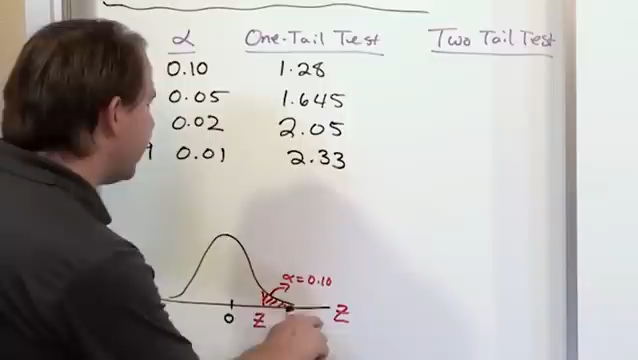 α One-Tail Test Two Tail Test
0.10 1.28
0.05 1.645
0.02 2.05
9 0.01 2.33
α=0.10
0 Z Z